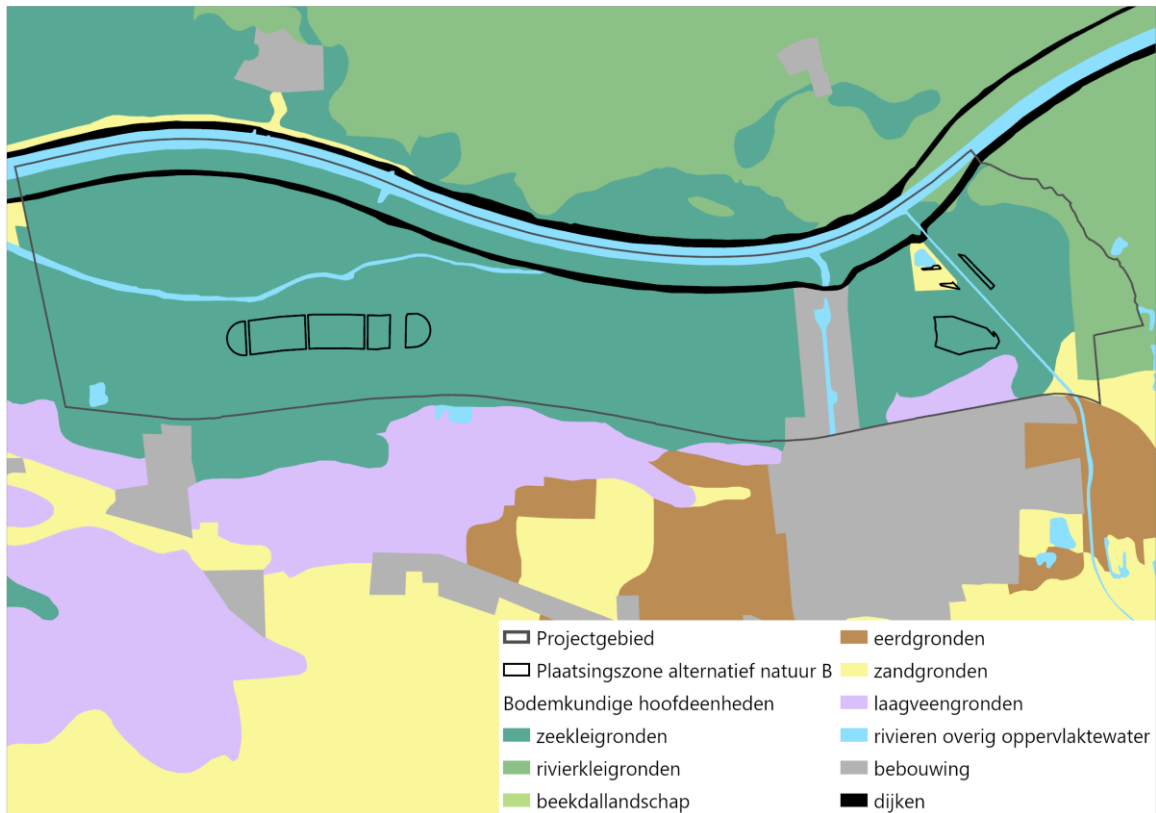 Projectgebied
Plaatsingszone alternatief natuur B
Bodemkundige hoofdeenheden
zeekleigronden
rivierkleigronden
beekdallandschap
eerdgronden
zandgronden
laagveengronden
rivieren overig oppervlaktewater
bebouwing
dijken